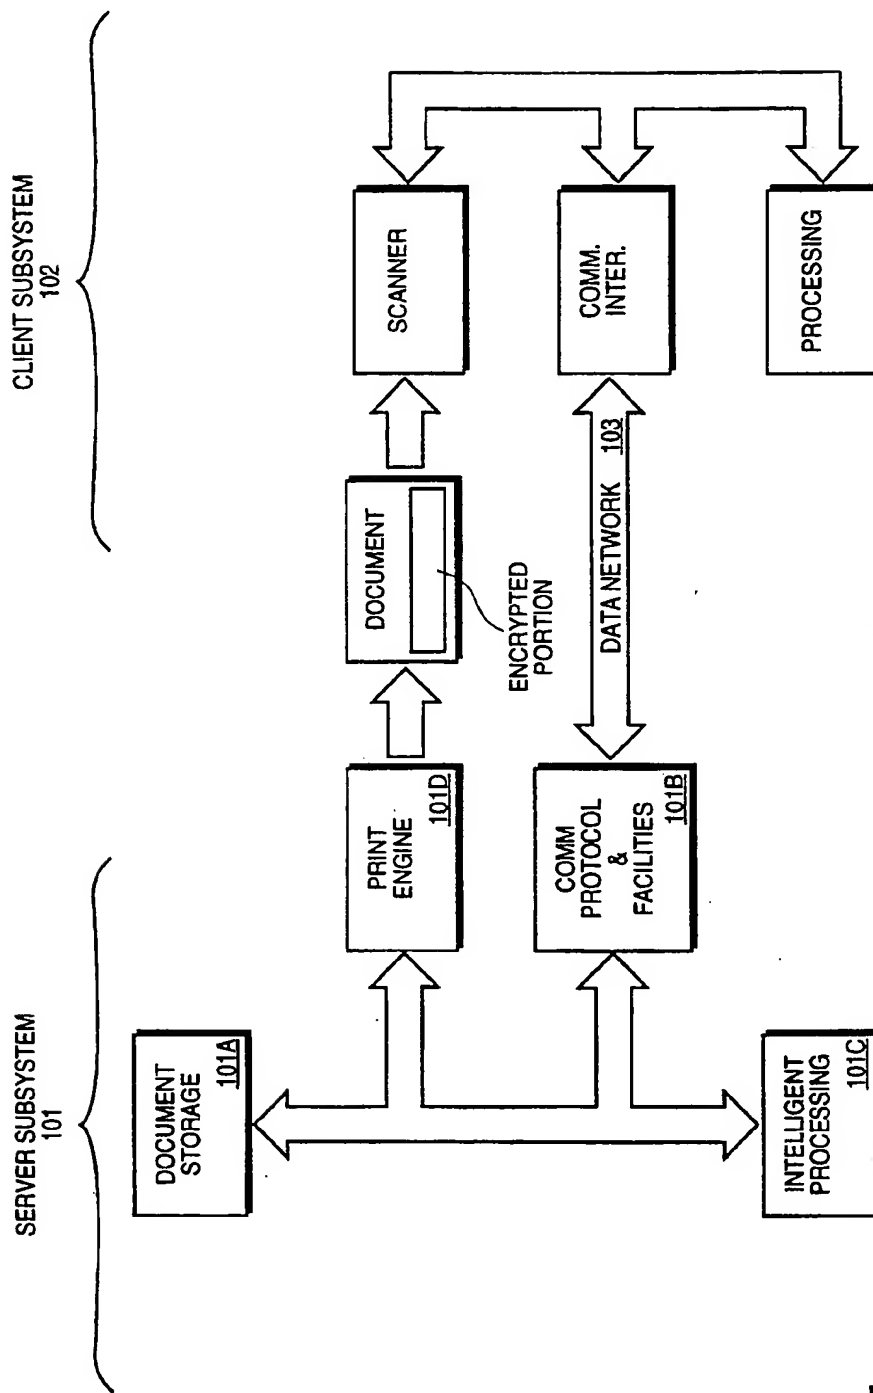 SERVER SUBSYSTEM
101
CLIENT SUBSYSTEM
102
DOCUMENT
STORAGE
101A
PRINT
ENGINE
101D
DOCUMENT
ENCRYPTED
PORTION
SCANNER
COMM
PROTOCOL
&
FACILITIES
101B
DATA NETWORK 103
COMM.
INTER.
INTELLIGENT
PROCESSING
101C
PROCESSING